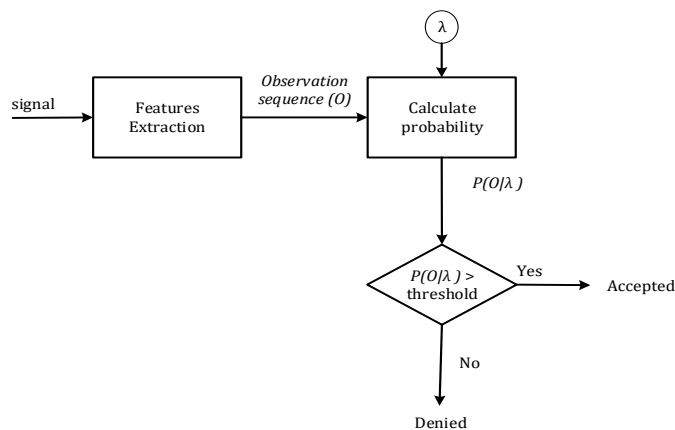 λ
signal
Features
Extraction
Observation
sequence (O)
Calculate
probability
P(O/λ )
P(O/λ ) >
threshold
Yes
Accepted
No
Denied